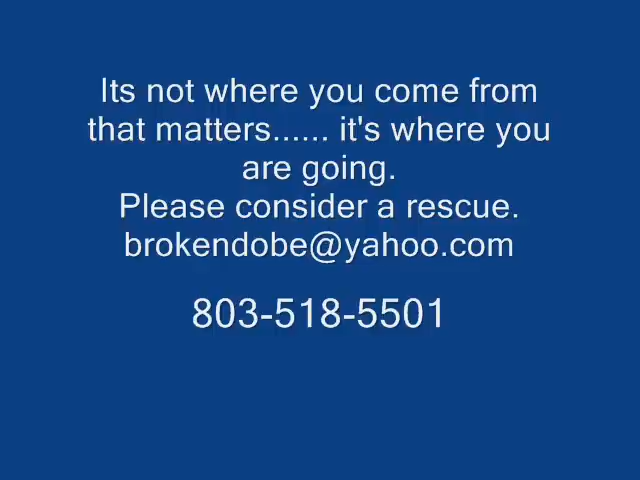 Its not where you come from
that matters...... it's where you
are going.
Please consider a rescue.
brokendobe@yahoo.com
803-518-5501